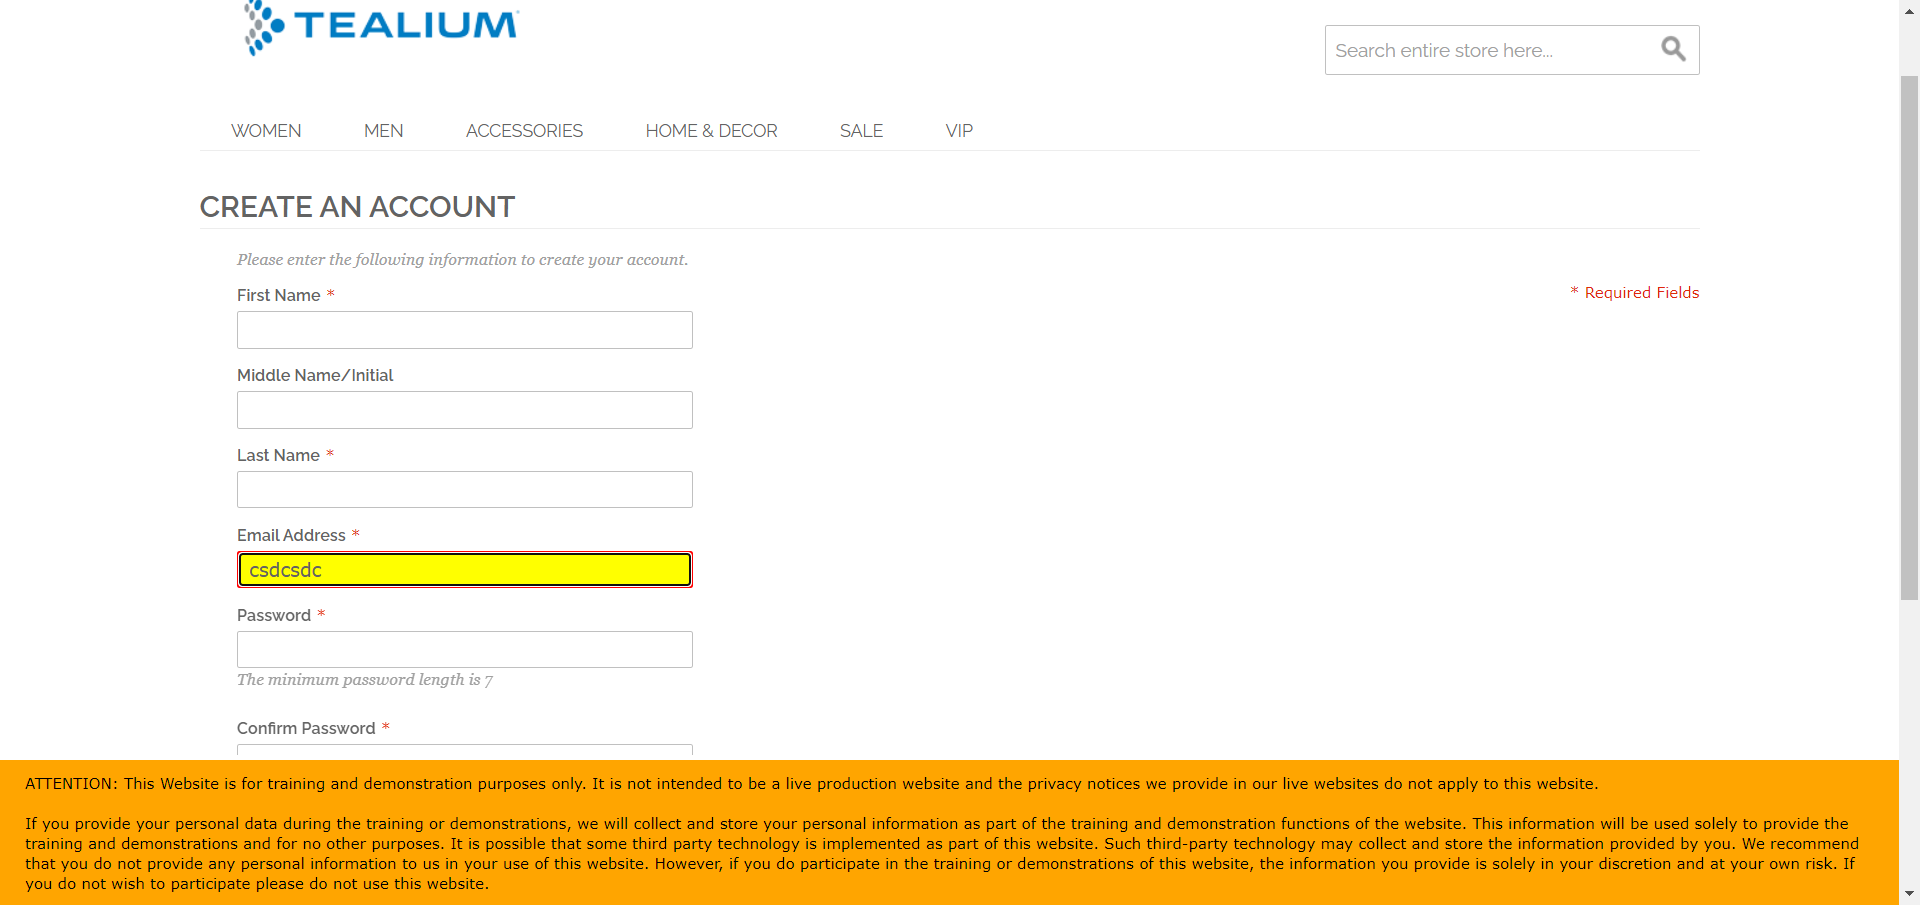 TEALIUM
Search entire store here...
WOMEN MEN ACCESSORIES HOME & DECOR SALE VIP
CREATE AN ACCOUNT
Please enter the following information to create your account.
* Required Fields
First Name *
Middle Name/Initial
Last Name *
Email Address *
csdcsdc
Password *
The minimum password length is 7
Confirm Password *
ATTENTION: This Website is for training and demonstration purposes only. It is not intended to be a live production website and the privacy notices we provide in our live websites do not apply to this website.
If you provide your personal data during the training or demonstrations, we will collect and store your personal information as part of the training and demonstration functions of the website. This information will be used solely to provide the
training and demonstrations and for no other purposes. It is possible that some third party technology is implemented as part of this website. Such third-party technology may collect and store the information provided by you. We recommend
that you do not provide any personal information to us in your use of this website. However, if you do participate in the training or demonstrations of this website, the information you provide is solely in your discretion and at your own risk. If
you do not wish to participate please do not use this website.